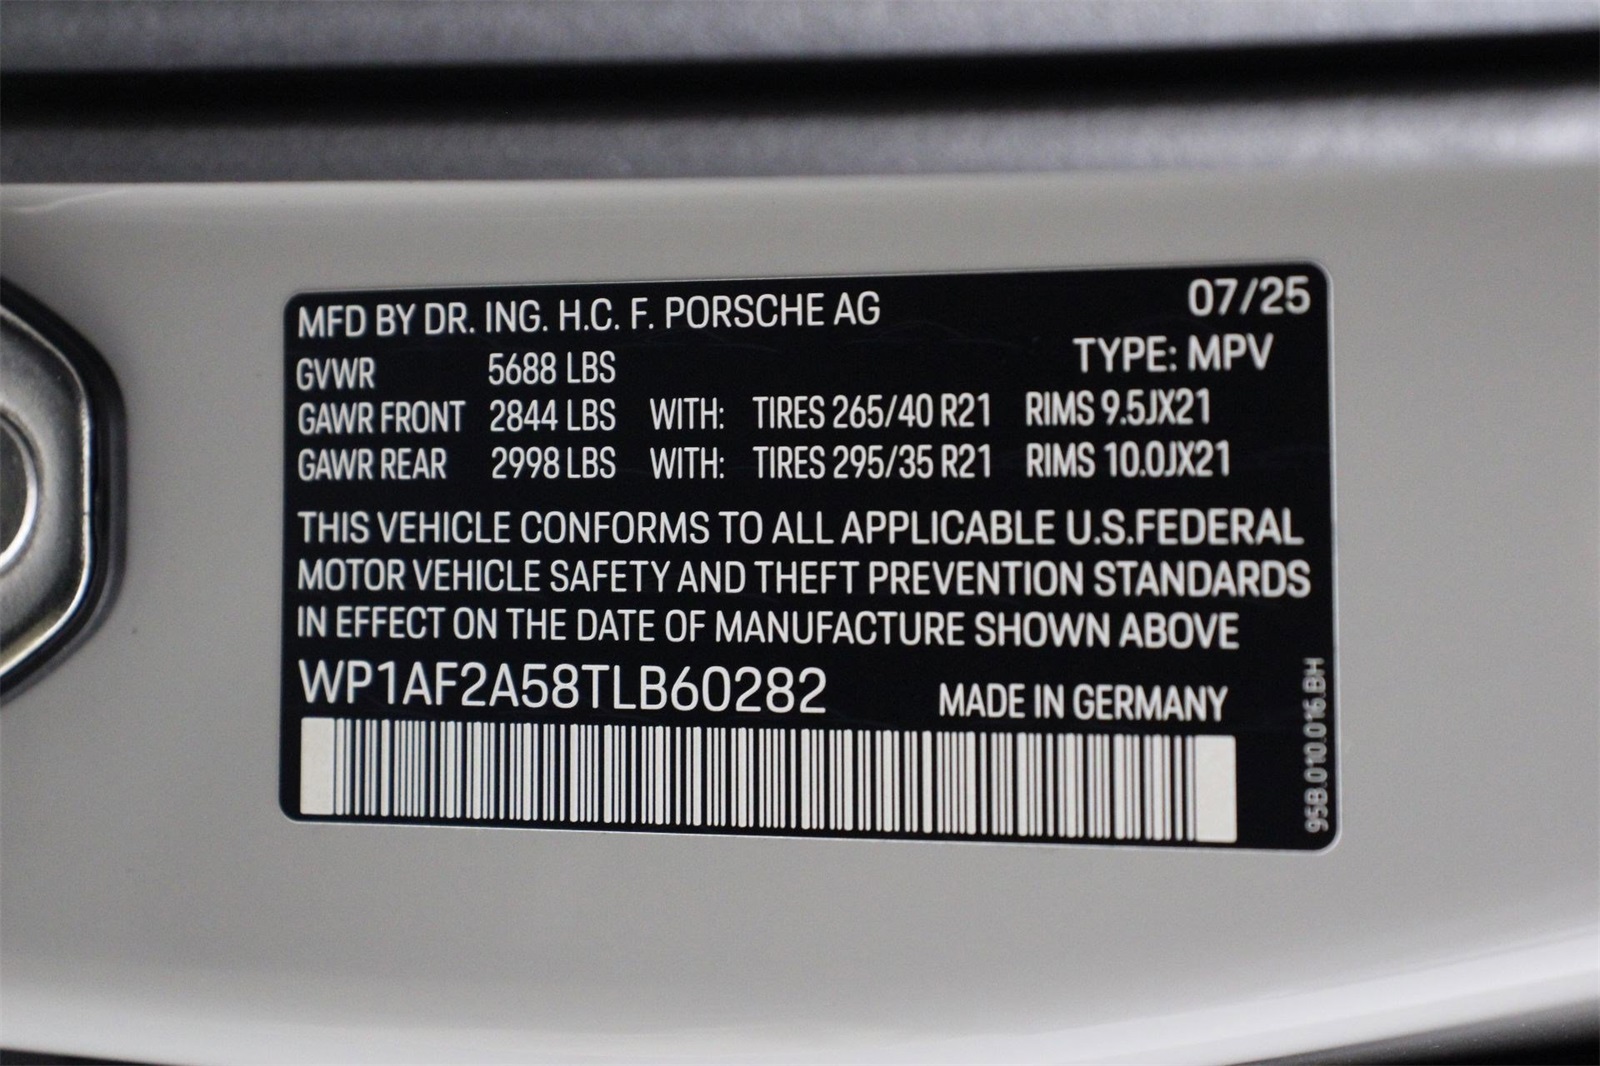 MFD BY DR. ING. H.C. F. PORSCHE AG 07/25
TYPE: MPV
GVWR 5688 LBS
GAWR FRONT 2844 LBS WITH: TIRES 265/40 R21 RIMS 9.5JX21
GAWR REAR 2998 LBS WITH: TIRES 295/35 R21 RIMS 10.0JX21
THIS VEHICLE CONFORMS TO ALL APPLICABLE U.S.FEDERAL
MOTOR VEHICLE SAFETY AND THEFT PREVENTION STANDARDS
IN EFFECT ON THE DATE OF MANUFACTURE SHOWN ABOVE
WP1AF2A58TLB60282 MADE IN GERMANY
95B.010.016.BH